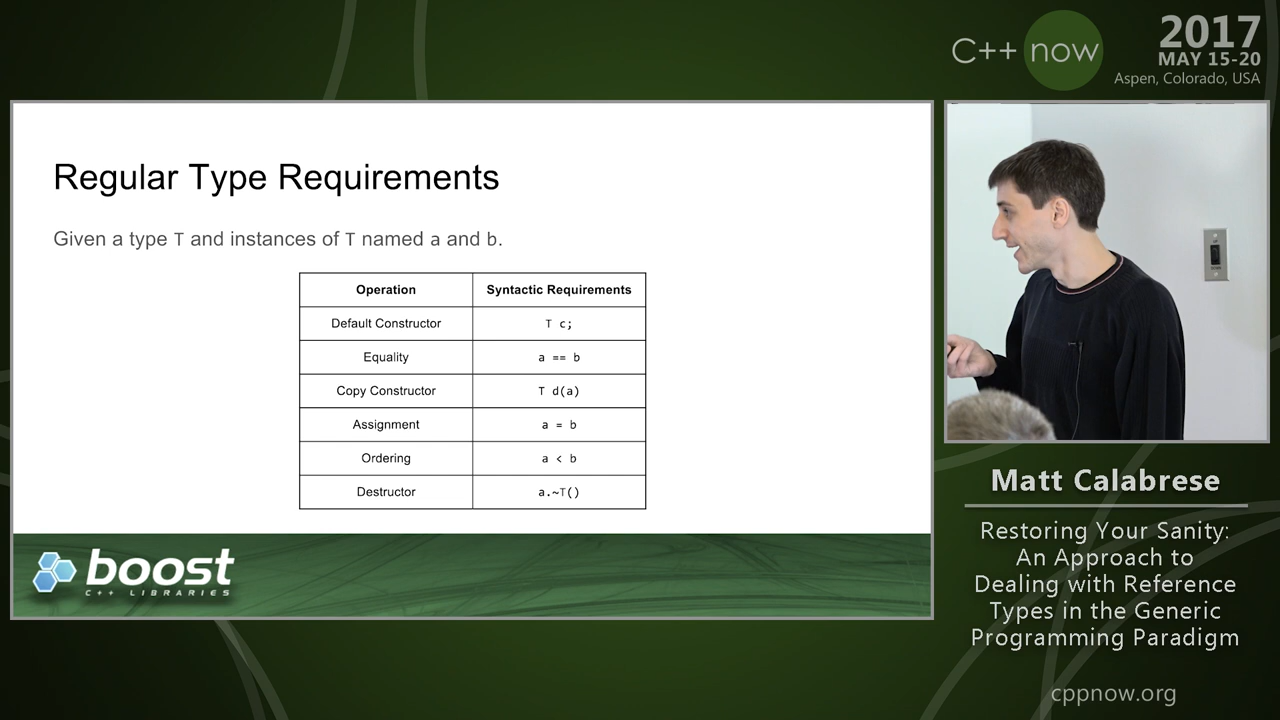 C++ now
2017
MAY 15-20
Aspen, Colorado, USA
Regular Type Requirements
Given a type T and instances of T named a and b.
Operation Syntactic Requirements
Default Constructor T c;
Equality a == b
Copy Constructor T d(a)
Assignment a = b
Ordering a < b
Destructor a.~T()
boost
C++ LIBRARIES
Matt Calabrese
Restoring Your Sanity:
An Approach to
Dealing with Reference
Types in the Generic
Programming Paradigm
cppnow.org